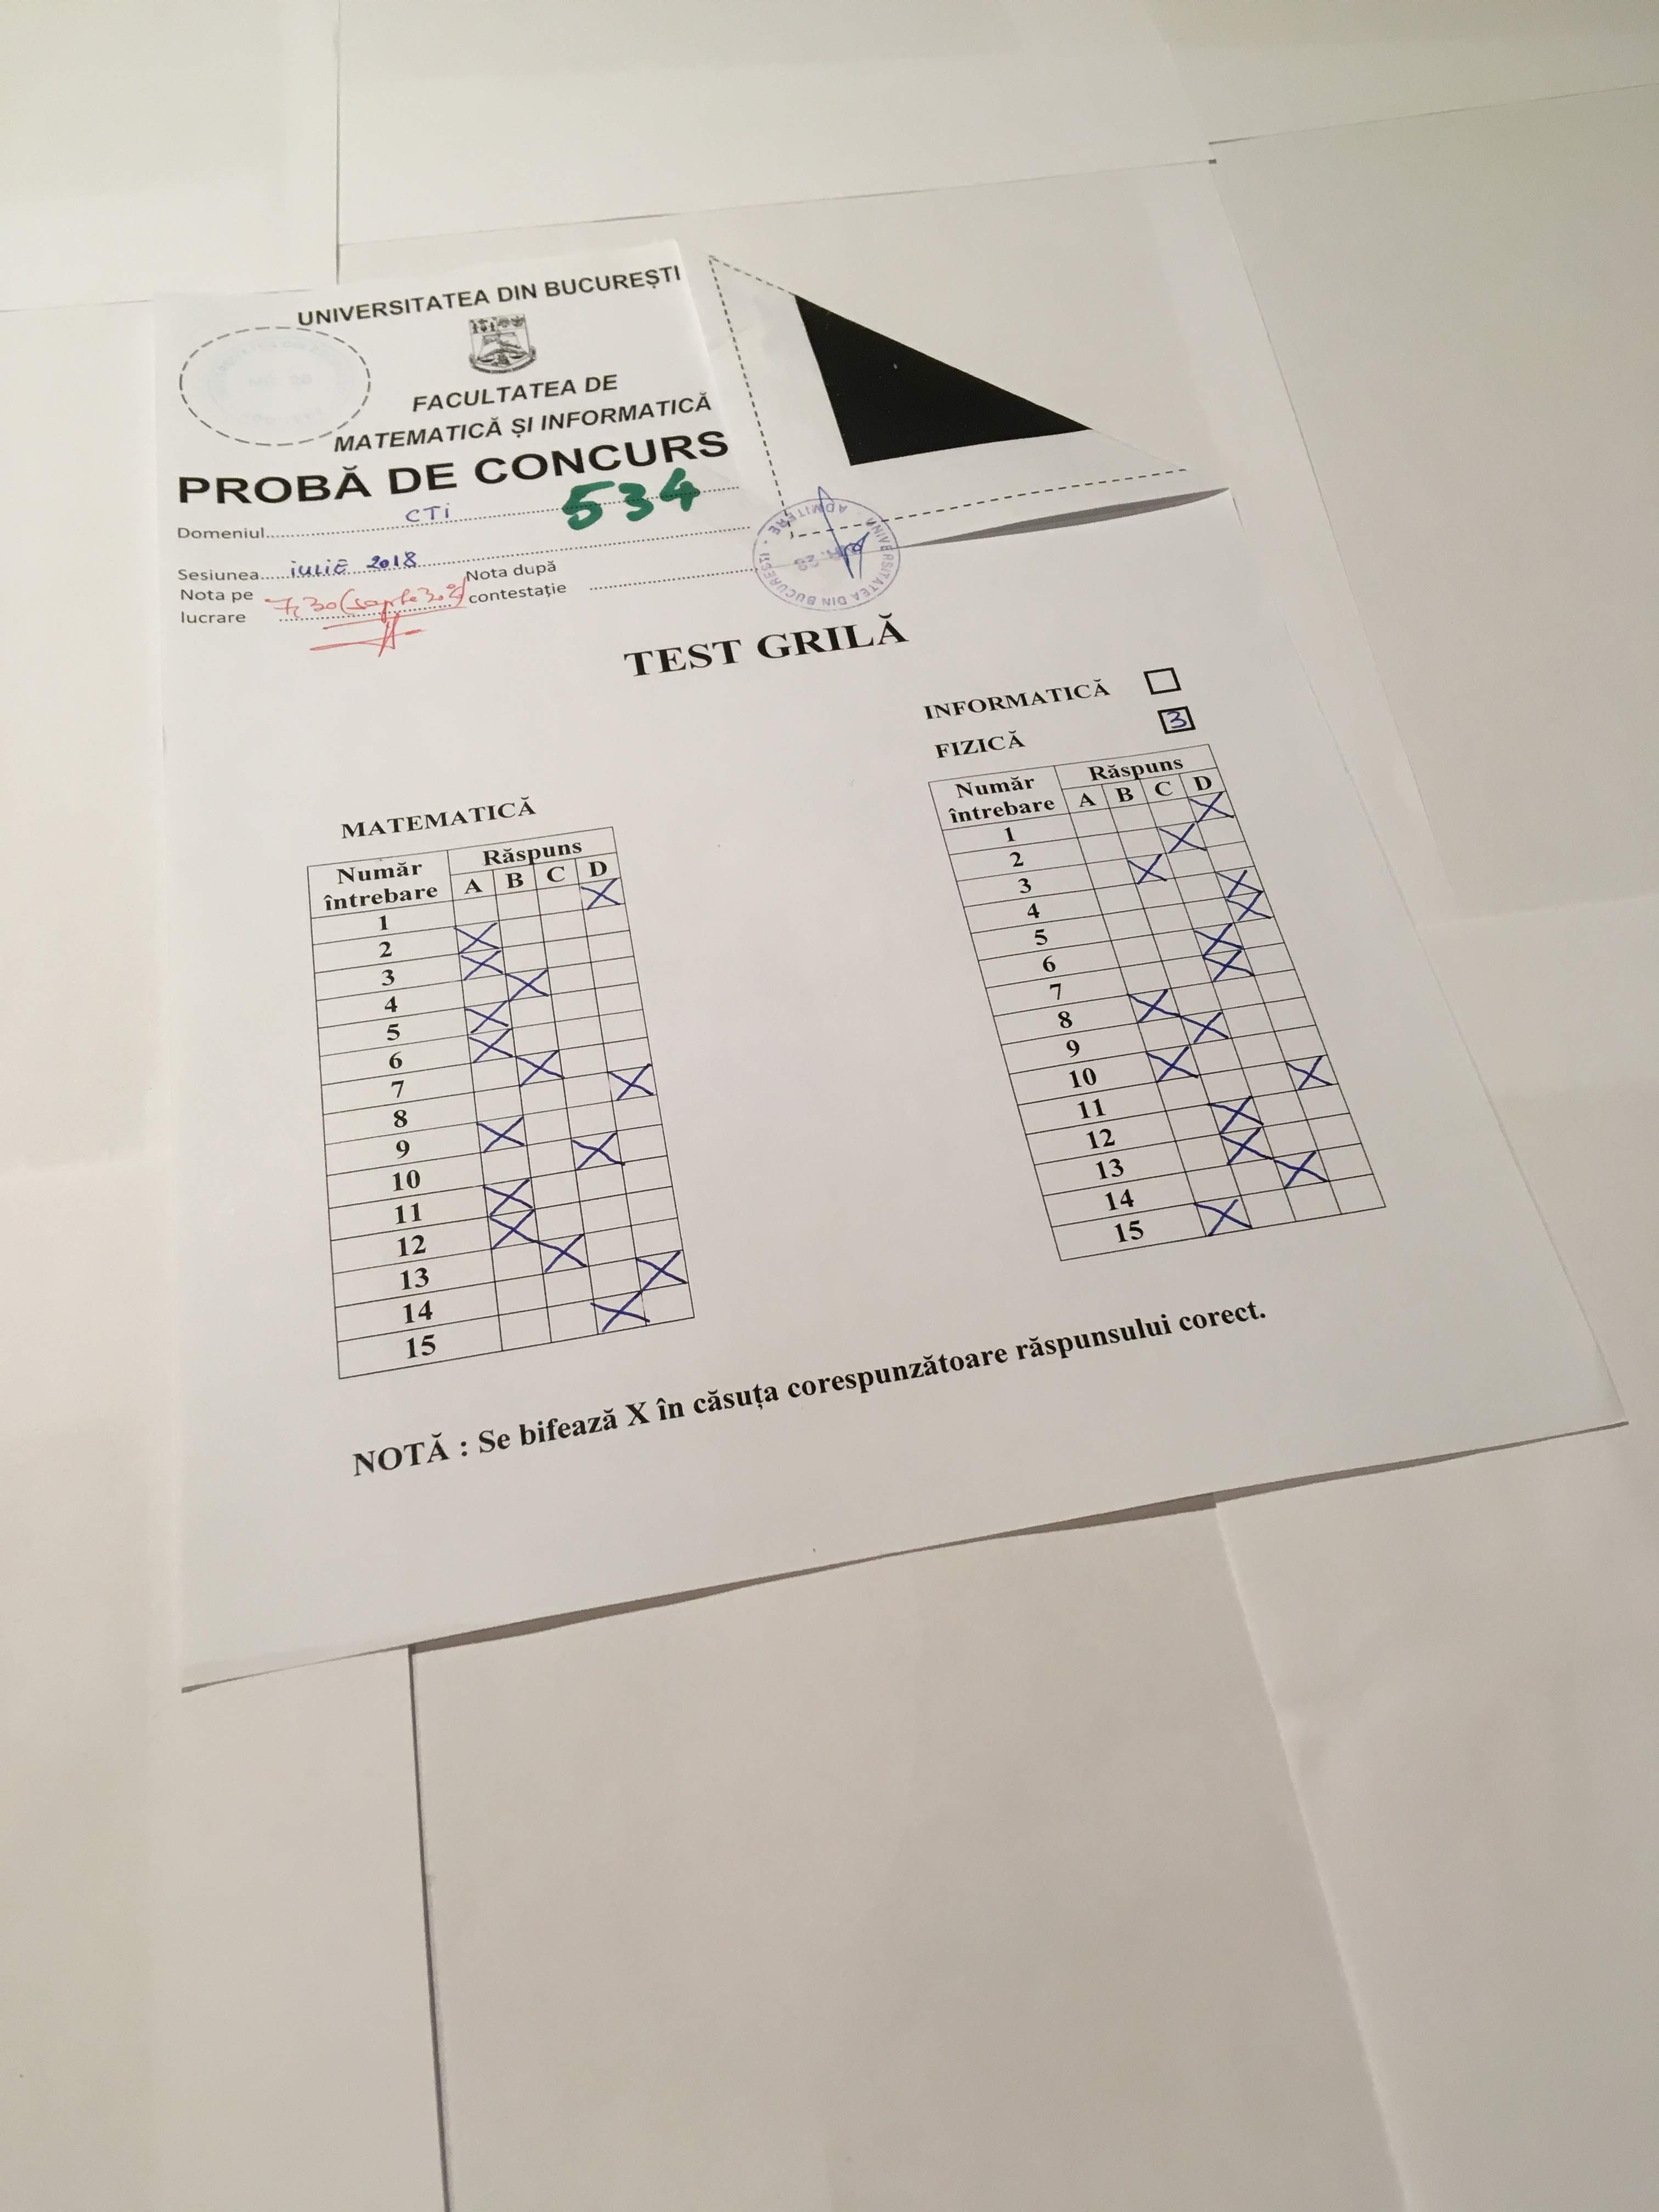 UNIVERSITATEA DIN BUCUREȘTI
FACULTATEA DE
MATEMATICĂ ȘI INFORMATICĂ
PROBĂ DE CONCURS
Domeniul CTi 534
Sesiunea iulie 2018
Nota pe lucrare 7,30
Nota după contestație
UNIVERSITATEA DIN BUCUREȘTI - ADMITERE -
TEST GRILĂ
MATEMATICĂ
Număr întrebare Răspuns
A B C D
1 X
2 X
3 X
4 X
5 X
6 X
7 X
8 X
9 X
10 X
11 X
12 X
13 X
14 X
15 X
INFORMATICĂ
FIZICĂ 3
Număr întrebare Răspuns
A B C D
1 X
2 X
3 X
4 X
5 X
6 X
7 X
8 X
9 X
10 X
11 X
12 X
13 X
14 X
15 X
NOTĂ : Se bifează X în căsuța corespunzătoare răspunsului corect.